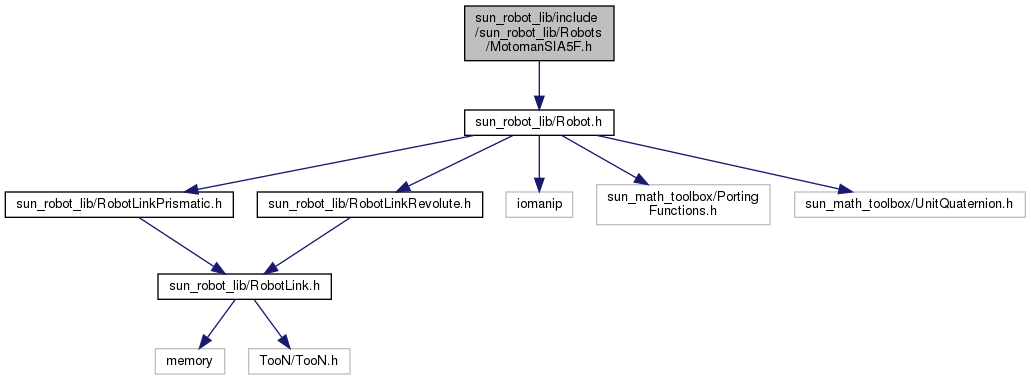 sun_robot_lib/include
/sun_robot_lib/Robots
/MotomanSIA5F.h
sun_robot_lib/Robot.h
sun_robot_lib/RobotLinkPrismatic.h
sun_robot_lib/RobotLinkRevolute.h
iomanip
sun_math_toolbox/Porting
Functions.h
sun_math_toolbox/UnitQuaternion.h
sun_robot_lib/RobotLink.h
memory
TooN/TooN.h